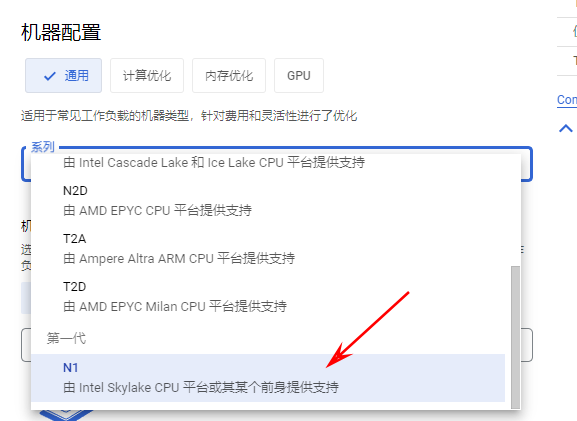 机器配置
通用
计算优化
内存优化
GPU
适用于常见工作负载的机器类型，针对费用和灵活性进行了优化
Con
系列
由 Intel Cascade Lake 和 Ice Lake CPU 平台提供支持
N2D
由 AMD EPYC CPU 平台提供支持
T2A
由 Ampere Altra ARM CPU 平台提供支持
T2D
由 AMD EPYC Milan CPU 平台提供支持
第一代
N1
由 Intel Skylake CPU 平台或其某个前身提供支持